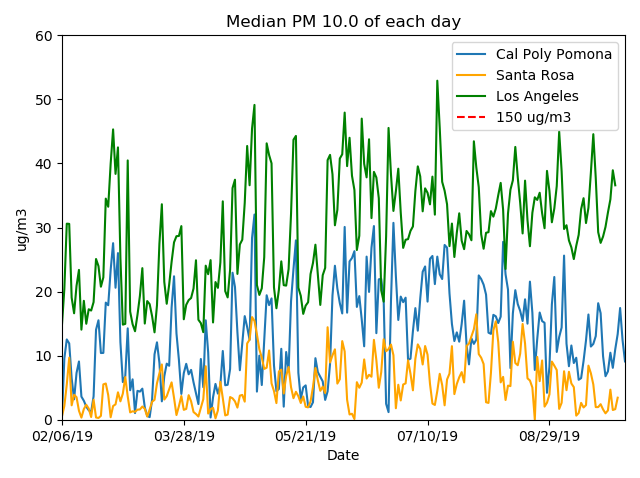 Median PM 10.0 of each day
60
50
40
30
20
10
0
ug/m3
Cal Poly Pomona
Santa Rosa
Los Angeles
150 ug/m3
02/06/19 03/28/19 05/21/19 07/10/19 08/29/19
Date